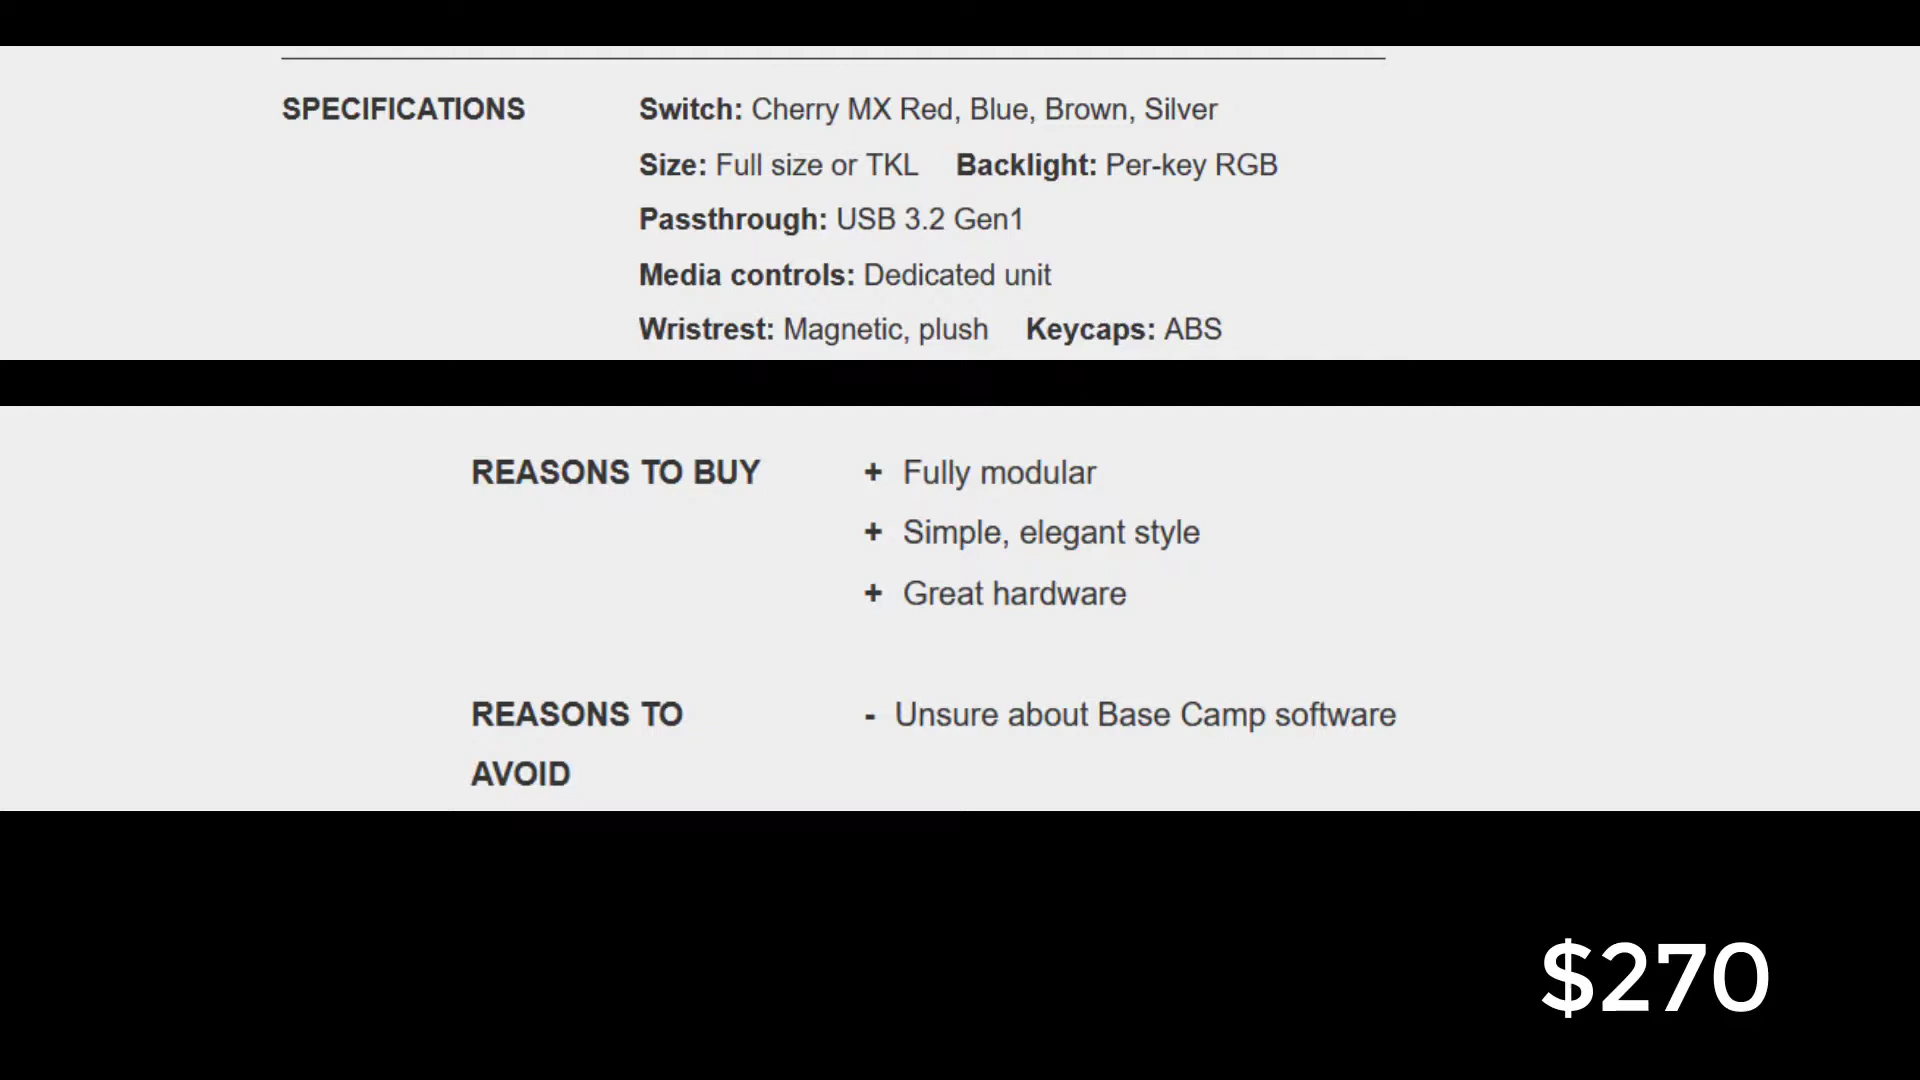 SPECIFICATIONS Switch: Cherry MX Red, Blue, Brown, Silver
Size: Full size or TKL Backlight: Per-key RGB
Passthrough: USB 3.2 Gen1
Media controls: Dedicated unit
Wristrest: Magnetic, plush Keycaps: ABS
REASONS TO BUY + Fully modular
+ Simple, elegant style
+ Great hardware
REASONS TO - Unsure about Base Camp software
AVOID
$270